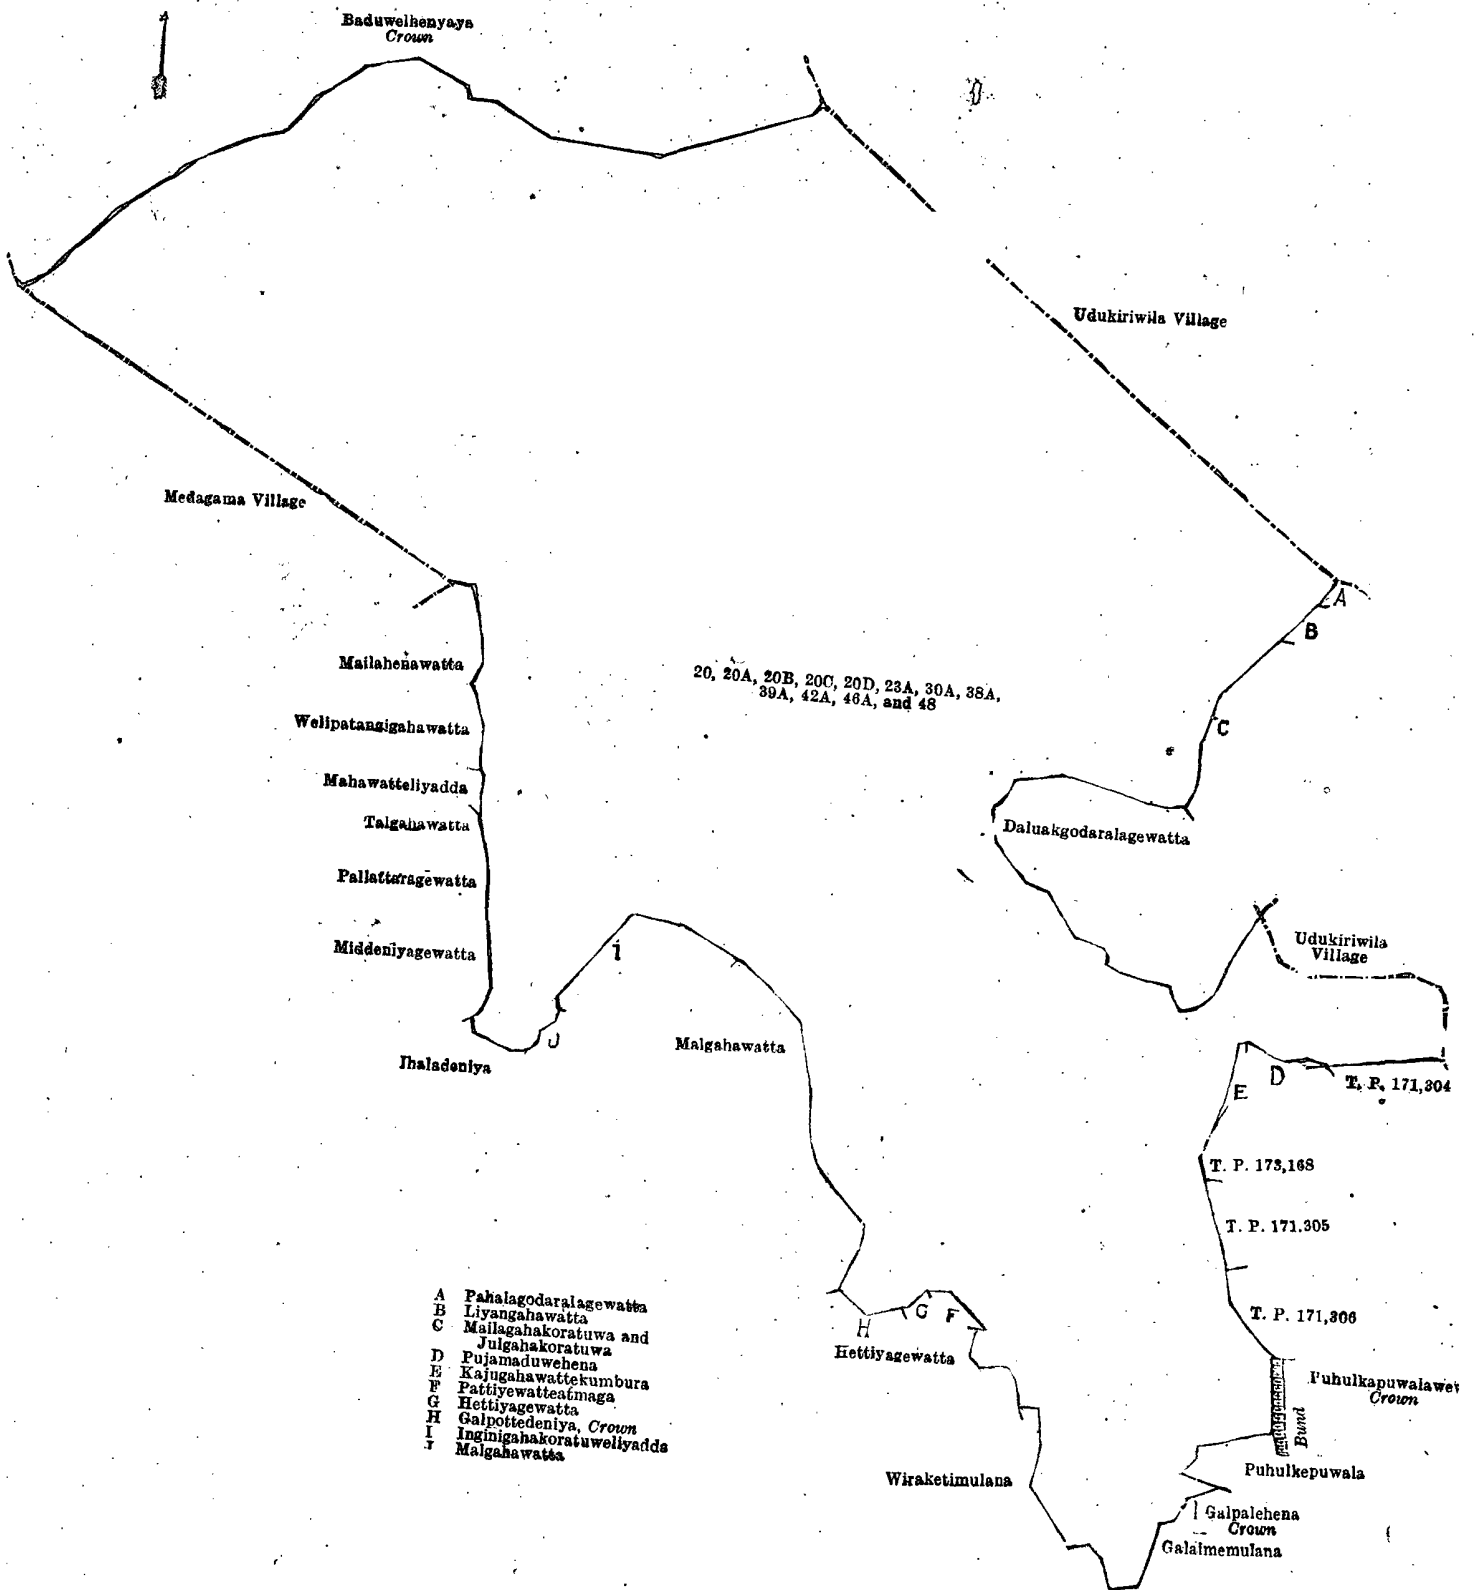 Baduwelhenyaya
Crown
Udukiriwila Village
Medagama Village
A
B
Mailahenawatta
20, 20A, 20B, 20C, 20D, 23A, 30A, 38A,
39A, 42A, 46A, and 48
Welipatangigahawatta
C
Mahawatteliyadda
Talgahawatta
Daluakgodaralagewatta
Pallattaragewatta
Middeniyagewatta
I
Udukiriwila
Village
J
Malgahawatta
Ihaladeniya
D
T. P. 171,304
E
T. P. 173,168
T. P. 171.305
A Pahalagodaralagewatta
B Liyangahawatta
C Mailagahakoratuwa and
Julgahakoratuwa
D Pujamaduwehena
E Kajugahawattekumbura
F Pattiyewatteatmaga
G Hettiyagewatta
H Galpottedeniya, Crown
I Inginigahakoratuweliyadda
J Malgahawatta
G
F
H
T. P. 171,306
Hettiyagewatta
Puhulkapuwalawew
Crown
Bund
Puhulkepuwala
Wiraketimulana
Galpalehena
Crown
Galaimemulana